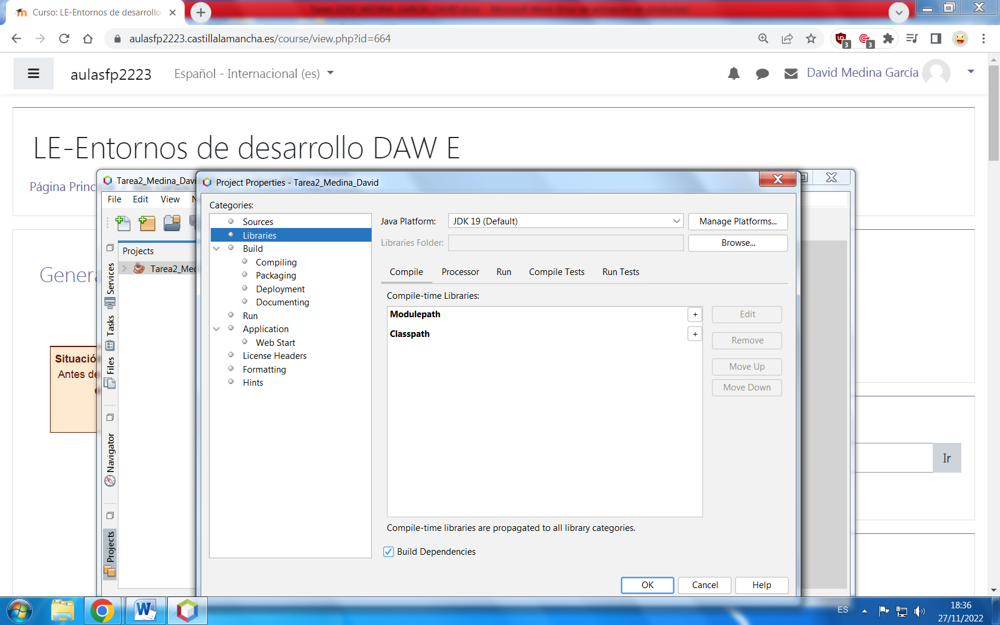 Curso: LE-Entornos de desarrollo
aulasfp2223.castillalamancha.es/course/view.php?id=664
3
3
aulasfp2223
Español - Internacional (es)
David Medina García
LE-Entornos de desarrollo DAW E
Página Princ
Genera
Situació
Antes de
e
Ir
Tarea2_Medina_Davi
File
Edit
View
N
Projects
Tarea2_Med
Services
Tasks
Files
Navigator
Projects
Project Properties - Tarea2_Medina_David
Categories:
Sources
Libraries
Build
Compiling
Packaging
Deployment
Documenting
Run
Application
Web Start
License Headers
Formatting
Hints
Java Platform:
JDK 19 (Default)
Manage Platforms...
Libraries Folder:
Browse...
Compile
Processor
Run
Compile Tests
Run Tests
Compile-time Libraries:
Modulepath
+
Classpath
+
Edit
Remove
Move Up
Move Down
Compile-time libraries are propagated to all library categories.
Build Dependencies
OK
Cancel
Help
ES
18:36
27/11/2022